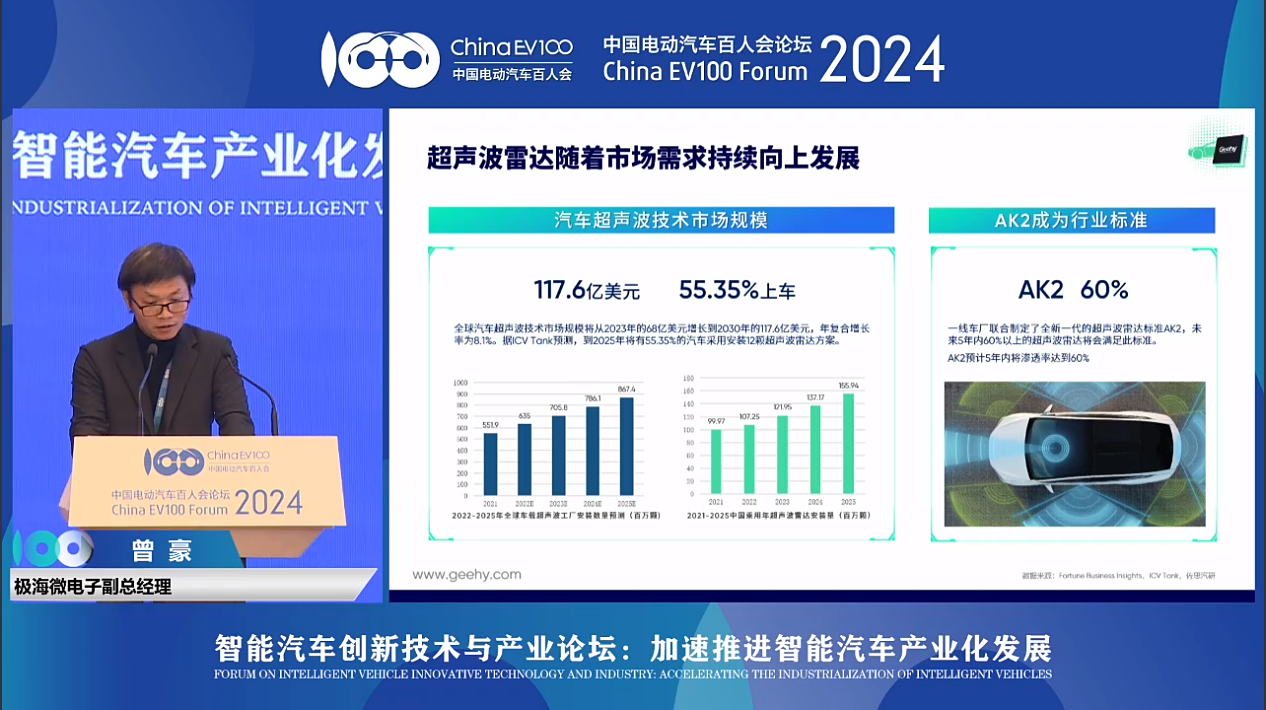 ChinaEV100
中国电动汽车百人会
中国电动汽车百人会论坛
China EV100 Forum
2024
智能汽车产业化发
NDUSTRIALIZATION OF INTELLIGENT V
ChinaEV100
中国电动汽车百人会
中国电动汽车百人会论坛
China EV100 Forum
2024
曾豪
极海微电子副总经理
超声波雷达随着市场需求持续向上发展
Geehy
汽车超声波技术市场规模
117.6亿美元 55.35%上车
全球汽车超声波技术市场规模将从2023年的68亿美元增长到2030年的117.6亿美元，年复合增长
率为8.1%。据ICV Tank预测，到2025年将有55.35%的汽车采用安装12颗超声波雷达方案。
1000
900
800
700
600
500
400
300
200
100
0
551.9
635
705.8
786.1
867.4
2021 2022E 2023E 2024E 2025E
2022-2025年全球车载超声波工厂安装数量预测（百万颗）
180
160
140
120
100
80
60
40
20
0
99.97
107.25
121.95
137.17
155.94
2021 2022 2023 2024 2025
2021-2025中国乘用车超声波雷达安装量（百万颗）
AK2成为行业标准
AK2 60%
一线车厂联合制定了全新一代的超声波雷达标准AK2，未
来5年内60%以上的超声波雷达将会满足此标准。
AK2预计5年内将渗透率达到60%
www.geehy.com
数据来源：Fortune Business Insights、ICV Tank、佐思汽研
智能汽车创新技术与产业论坛：加速推进智能汽车产业化发展
FORUM ON INTELLIGENT VEHICLE INNOVATIVE TECHNOLOGY AND INDUSTRY: ACCELERATING THE INDUSTRIALIZATION OF INTELLIGENT VEHICLES